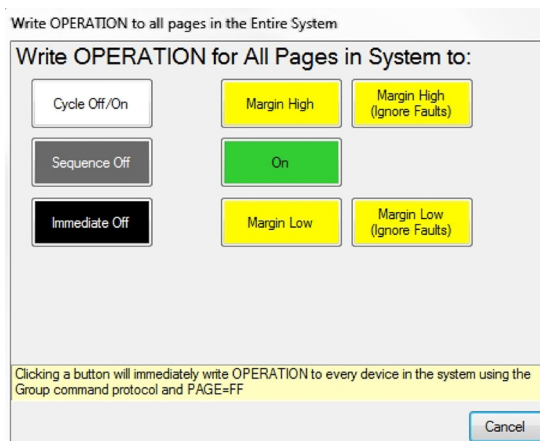 Write OPERATION to all pages in the Entire System
Write OPERATION for All Pages in System to:
Cycle Off/On
Margin High
Margin High
(Ignore Faults)
Sequence Off
On
Immediate Off
Margin Low
Margin Low
(Ignore Faults)
Clicking a button will immediately write OPERATION to every device in the system using the
Group command protocol and PAGE=FF
Cancel